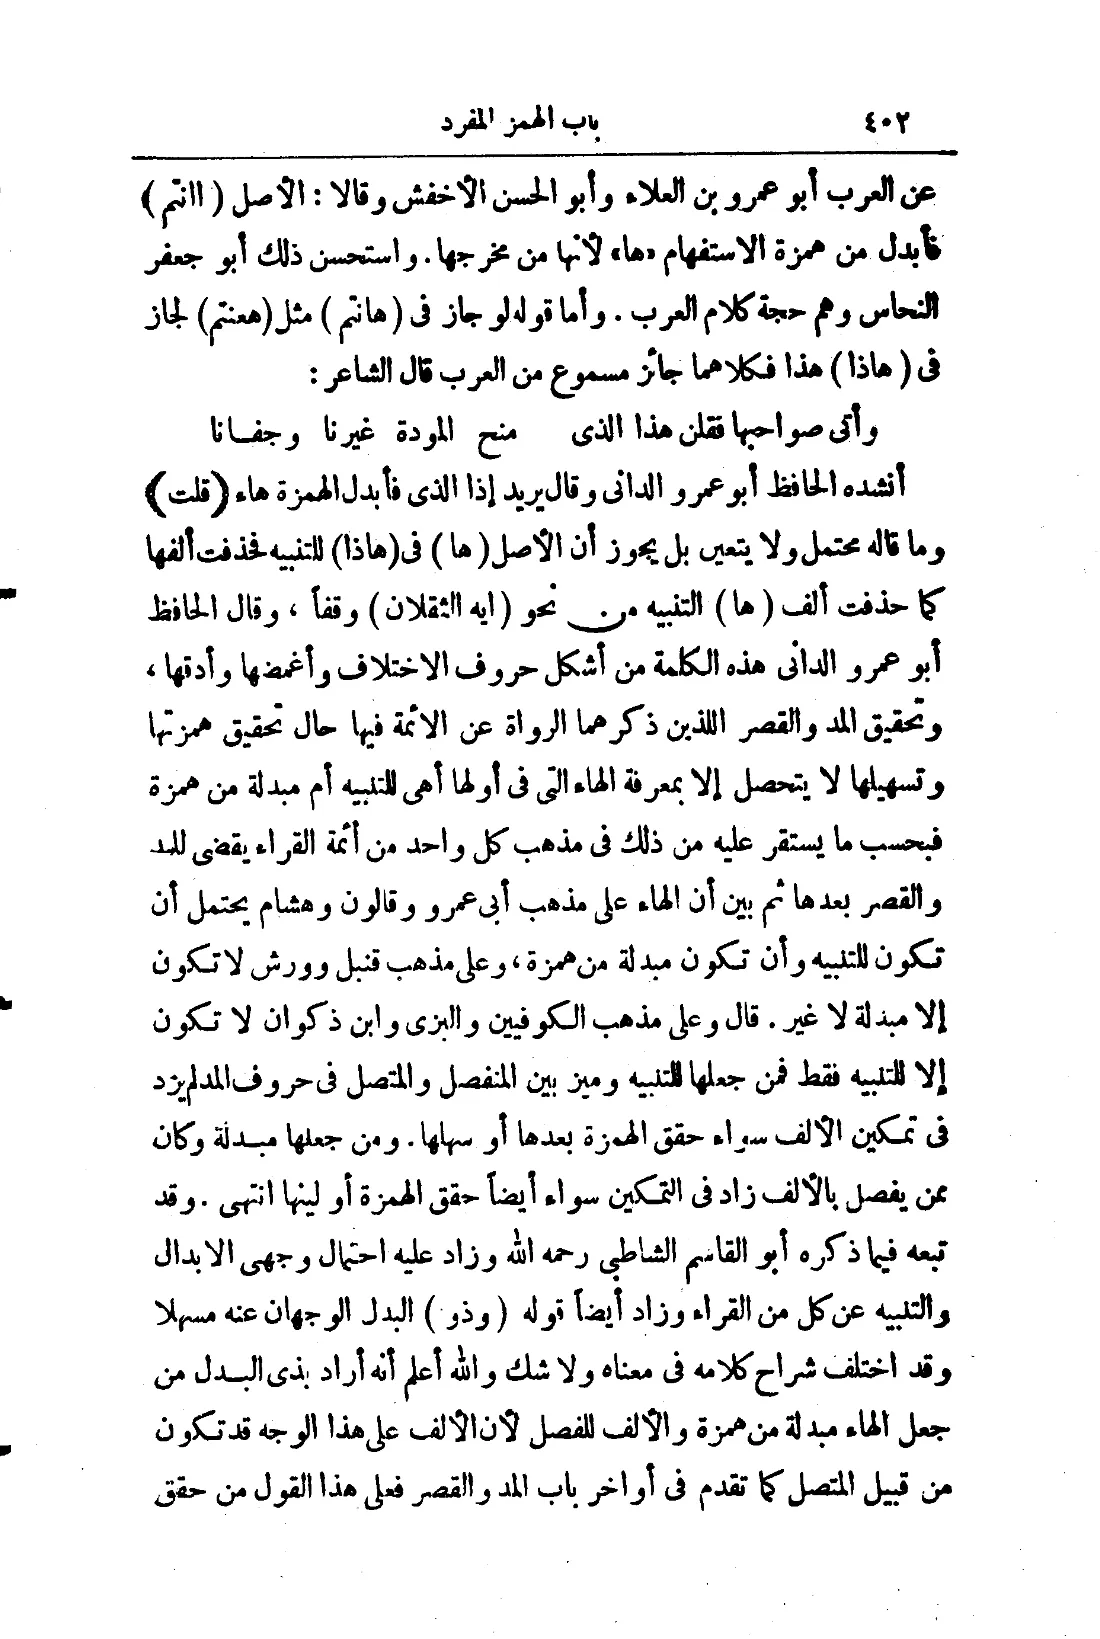 ٤٠٢ باب الهمز المفرد
عن العرب أبو عمرو بن العلاء وأبو الحسن الأخفش وقالا : الأصل ( اانتم )
فأبدل من همزة الاستفهام «ها» لأنها من مخرجها. واستحسن ذلك أبو جعفر
النحاس وهم حجة كلام العرب . وأما قوله لو جاز فى ( هانتم ) مثل (هعنتم) لجاز
فى ( هاذا ) هذا فكلاهما جائز مسموع من العرب قال الشاعر :
وأتى صواحبها فقلن هذا الذى منح المودة غيرنا وجفانا
أنشده الحافظ أبو عمرو الدانى وقال يريد إذا الذى فأبدل الهمزة هاء (قلت)
وما قاله محتمل ولا يتعين بل يجوز أن الأصل ( ها ) فى (هاذا) للتنبيه فحذفت ألفها
كما حذفت ألف ( ها ) التنبيه من نحو ( ايه الثقلان ) وقفاً ، وقال الحافظ
أبو عمرو الدانى هذه الكلمة من أشكل حروف الاختلاف وأغمضها وأدقها ،
وتحقيق المد والقصر اللذين ذكرهما الرواة عن الائمة فيها حال تحقيق همزتها
وتسهيلها لا يتحصل إلا بمعرفة الهاء التى فى أولها أهى للتنبيه أم مبدلة من همزة
فبحسب ما يستقر عليه من ذلك فى مذهب كل واحد من أئمة القراء يقضى للمد
والقصر بعدها ثم بين أن الهاء على مذهب أبى عمرو وقالون وهشام يحتمل أن
تكون للتنبيه وأن تكون مبدلة من همزة ، وعلى مذهب قنبل وورش لا تكون
إلا مبدلة لا غير . قال وعلى مذهب الكوفيين والبزى وابن ذكوان لا تكون
إلا للتنبيه فقط فمن جعلها للتنبيه وميز بين المنفصل والمتصل فى حروف المد لم يزد
فى تمكين الألف سواء حقق الهمزة بعدها أو سهلها . ومن جعلها مبدلة وكان
ممن يفصل بالألف زاد فى التمكين سواء أيضاً حقق الهمزة أو لينها انتهى . وقد
تبعه فيما ذكره أبو القاسم الشاطبى رحمه الله وزاد عليه احتمال وجهى الابدال
والتنبيه عن كل من القراء وزاد أيضاً قوله ( وذو ) البدل الوجهان عنه مسهلا
وقد اختلف شراح كلامه فى معناه ولا شك والله أعلم أنه أراد بذى البدل من
جعل الهاء مبدلة من همزة والألف للفصل لأن الألف على هذا الوجه قد تكون
من قبيل المتصل كما تقدم فى أواخر باب المد والقصر فعلى هذا القول من حقق